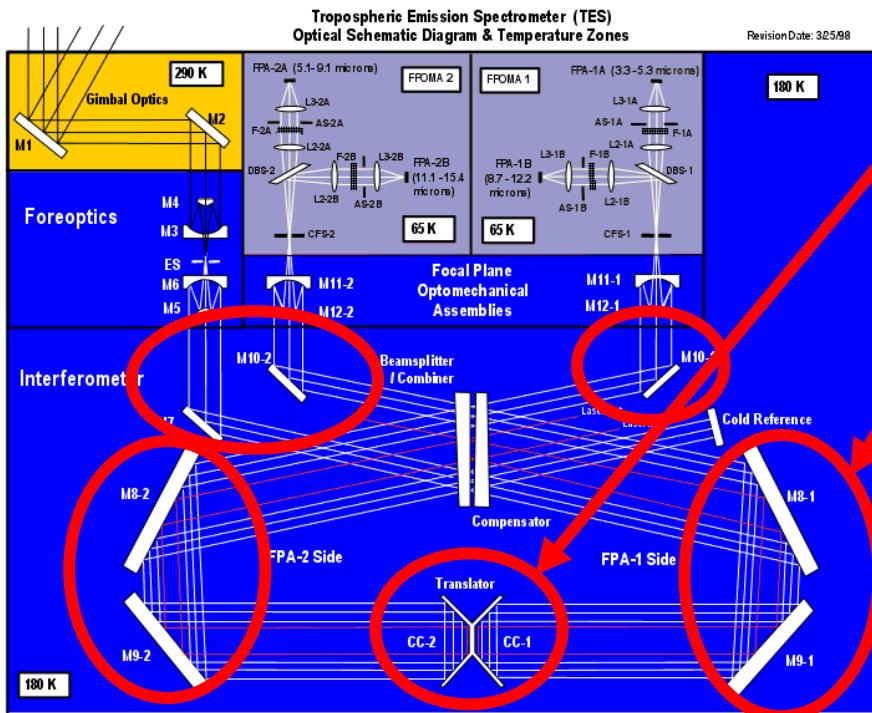 Tropospheric Emission Spectrometer (TES)
Optical Schematic Diagram & Temperature Zones
Revision Date: 3/25/98
290 K
Gimbal Optics
M1
M2
FPA-2A (5.1- 9.1 microns)
FPOMA 2
L3-2A
F-2A
AS-2A
L2-2A
DBS-2
F-2B
L3-2B
FPA-2B
(11.1 -15.4
microns)
L2-2B
AS-2B
65 K
CFS-2
FPOMA 1
FPA-1A (3.3 - 5.3 microns)
L3-1A
AS-1A
F-1A
L2-1A
FPA-1B
(8.7 - 12.2
microns)
L3-1B
F-1B
DBS-1
AS-1B
L2-1B
65 K
CFS-1
180 K
Foreoptics
M4
M3
ES
M6
M5
M11-2
M12-2
Focal Plane
Optomechanical
Assemblies
M11-1
M12-1
Interferometer
M10-2
Beamsplitter
/ Combiner
Cold Reference
M8-2
M8-1
Compensator
FPA-2 Side
FPA-1 Side
Translator
CC-2
CC-1
M9-2
M9-1
180 K